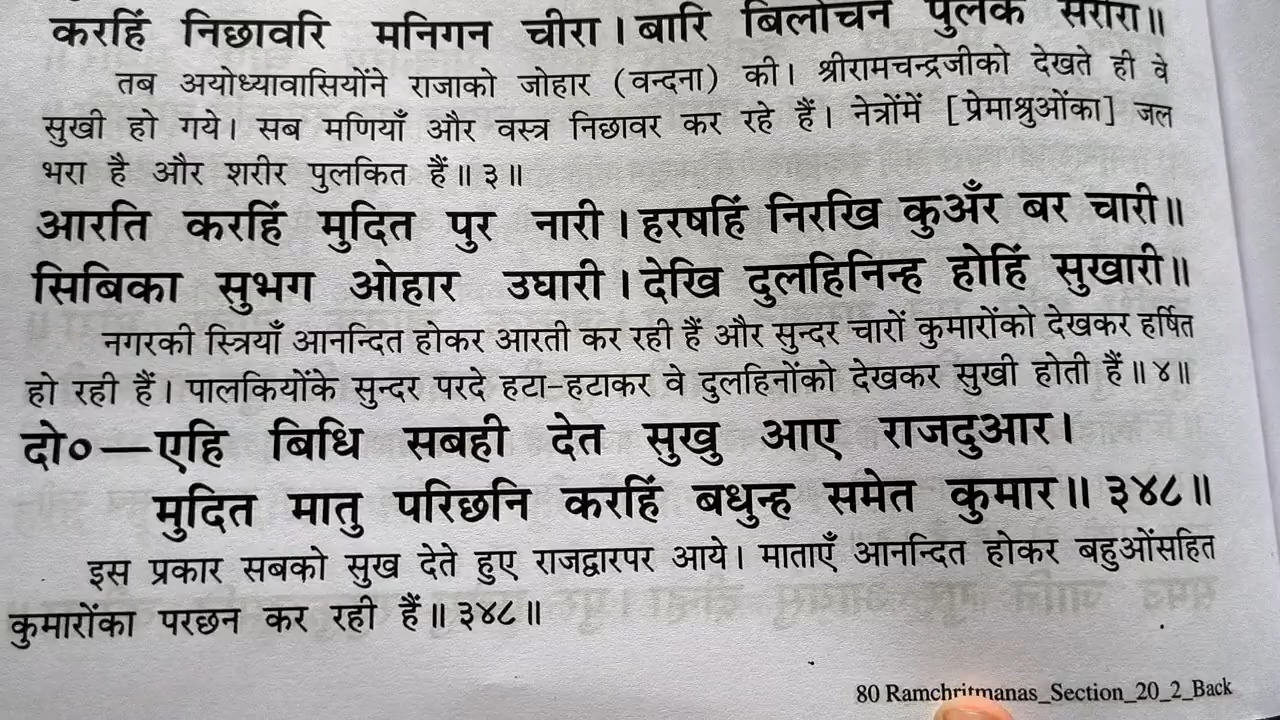 करहिं निछावरि मनिगन चीरा। बारि बिलोचन पुलक सरीरा॥
तब अयोध्यावासियोंने राजाको जोहार (वन्दना) की। श्रीरामचन्द्रजीको देखते ही वे
सुखी हो गये। सब मणियाँ और वस्त्र निछावर कर रहे हैं। नेत्रोंमें [प्रेमाश्रुओंका] जल
भरा है और शरीर पुलकित हैं॥ ३॥
आरति करहिं मुदित पुर नारी। हरषहिं निरखि कुअँर बर चारी॥
सिबिका सुभग ओहार उघारी। देखि दुलहिनिन्ह होहिं सुखारी॥
नगरकी स्त्रियाँ आनन्दित होकर आरती कर रही हैं और सुन्दर चारों कुमारोंको देखकर हर्षित
हो रही हैं। पालकियोंके सुन्दर परदे हटा-हटाकर वे दुलहिनोंको देखकर सुखी होती हैं॥ ४॥
दो०—एहि बिधि सबही देत सुखु आए राजदुआर।
मुदित मातु परिछनि करहिं बधुन्ह समेत कुमार॥ ३४८॥
इस प्रकार सबको सुख देते हुए राजद्वारपर आये। माताएँ आनन्दित होकर बहुओंसहित
कुमारोंका परछन कर रही हैं॥ ३४८॥
80 Ramchritmanas_Section_20_2_Back